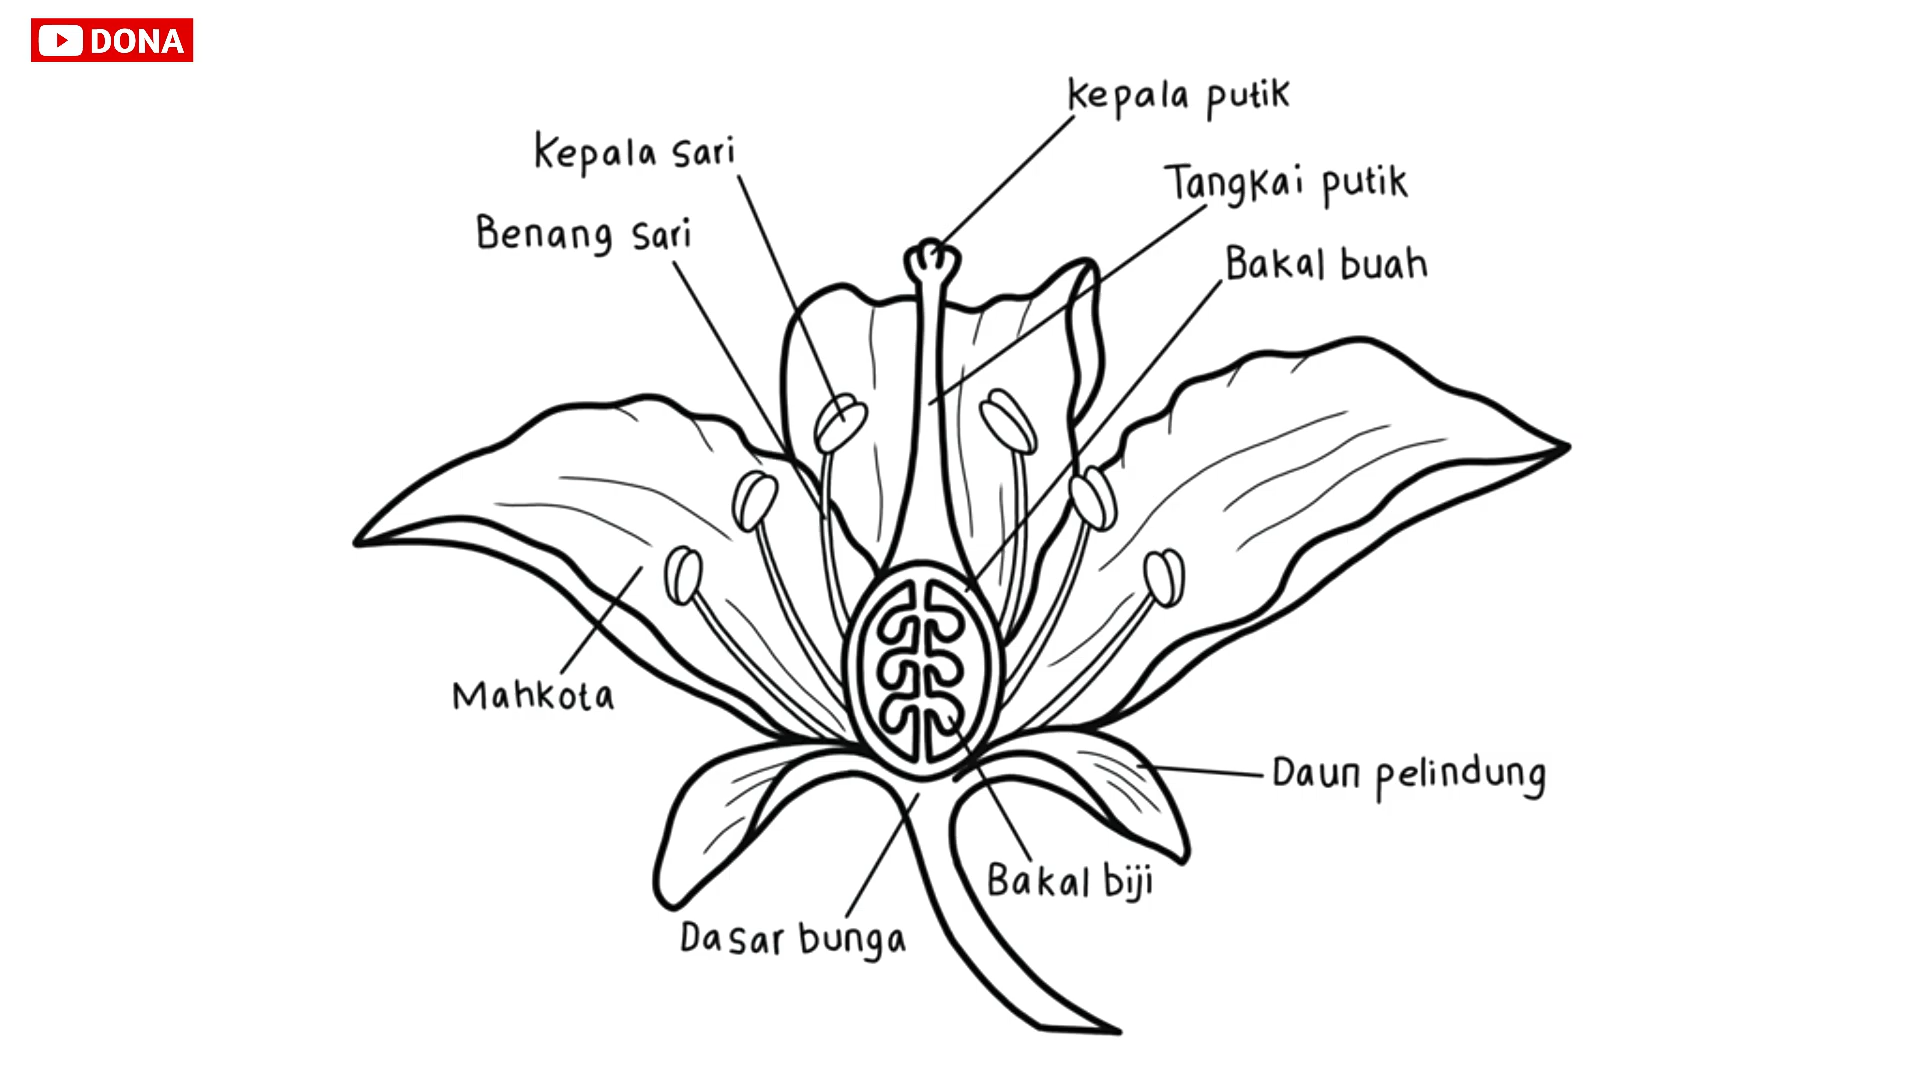 DONA
Kepala putik
Kepala sari
Tangkai putik
Benang sari
Bakal buah
Mahkota
Daun pelindung
Bakal biji
Dasar bunga